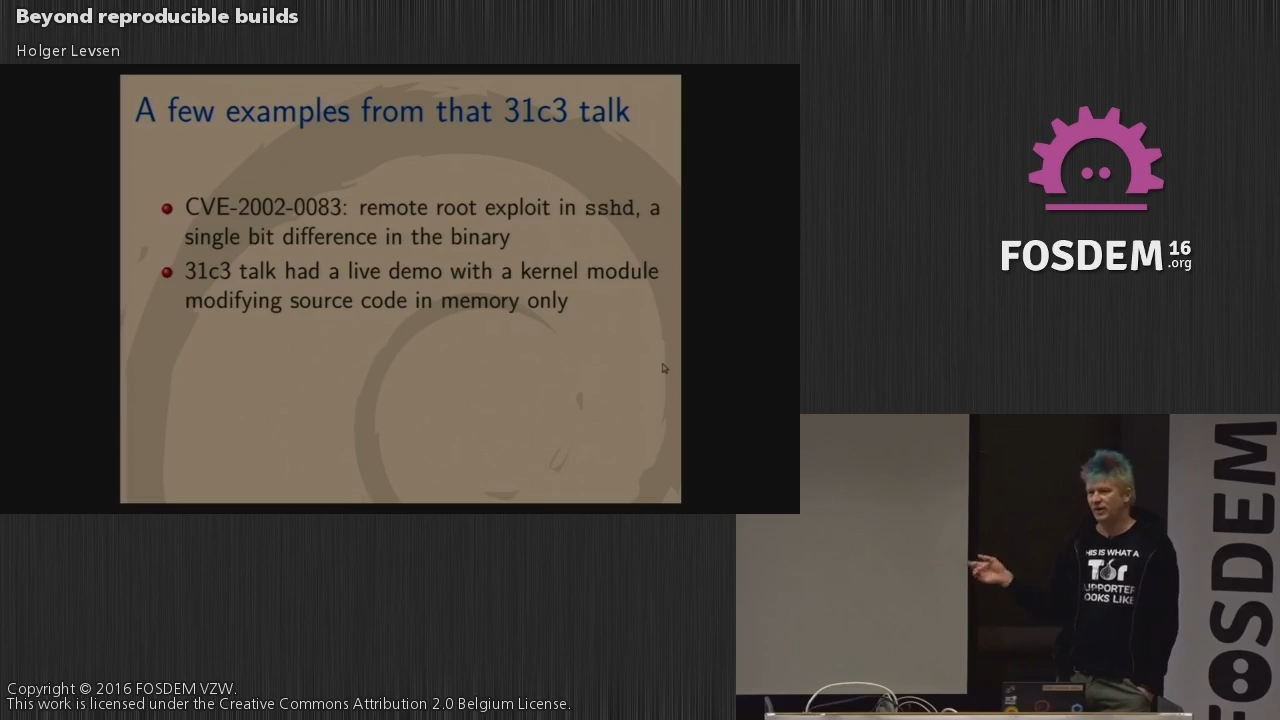 Beyond reproducible builds
Holger Levsen
A few examples from that 31c3 talk
CVE-2002-0083: remote root exploit in sshd, a
single bit difference in the binary
31c3 talk had a live demo with a kernel module
modifying source code in memory only
FOSDEM 16
.org
HIS IS WHAT A
Tor
UPPORTER
OOKS LIKE
FOSDEM
Copyright © 2016 FOSDEM VZW.
This work is licensed under the Creative Commons Attribution 2.0 Belgium License.